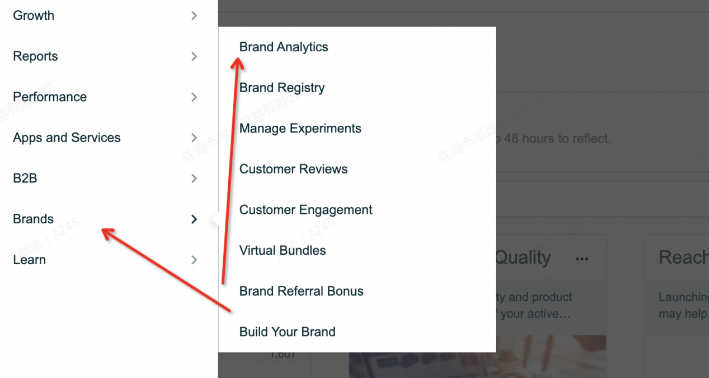 Growth
Reports
Performance
Apps and Services
B2B
Brands
Learn
Brand Analytics
Brand Registry
Manage Experiments
Customer Reviews
Customer Engagement
Virtual Bundles
Brand Referral Bonus
Build Your Brand
48 hours to reflect.
Quality
Reach
ty and product
Launching
f your active...
may help
1,607